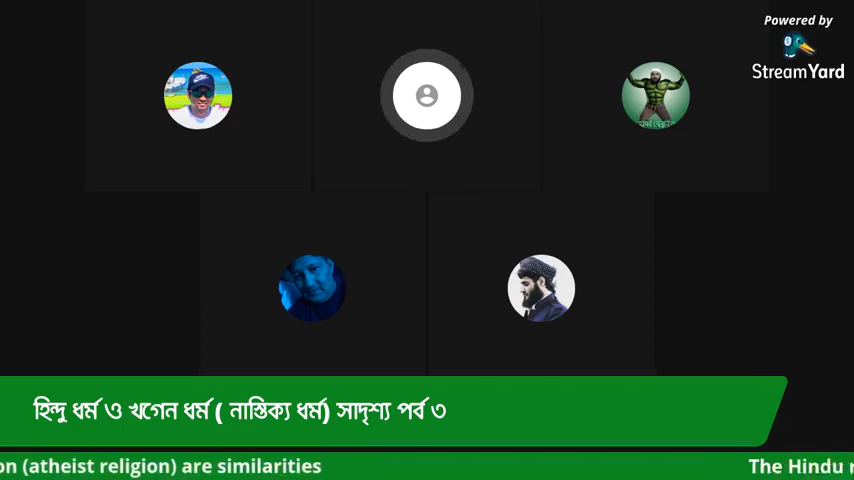 Powered by
StreamYard
হিন্দু ধর্ম ও খগেন ধর্ম ( নাস্তিক্য ধর্ম) সাদৃশ্য পর্ব ৩
on (atheist religion) are similarities
The Hindu r